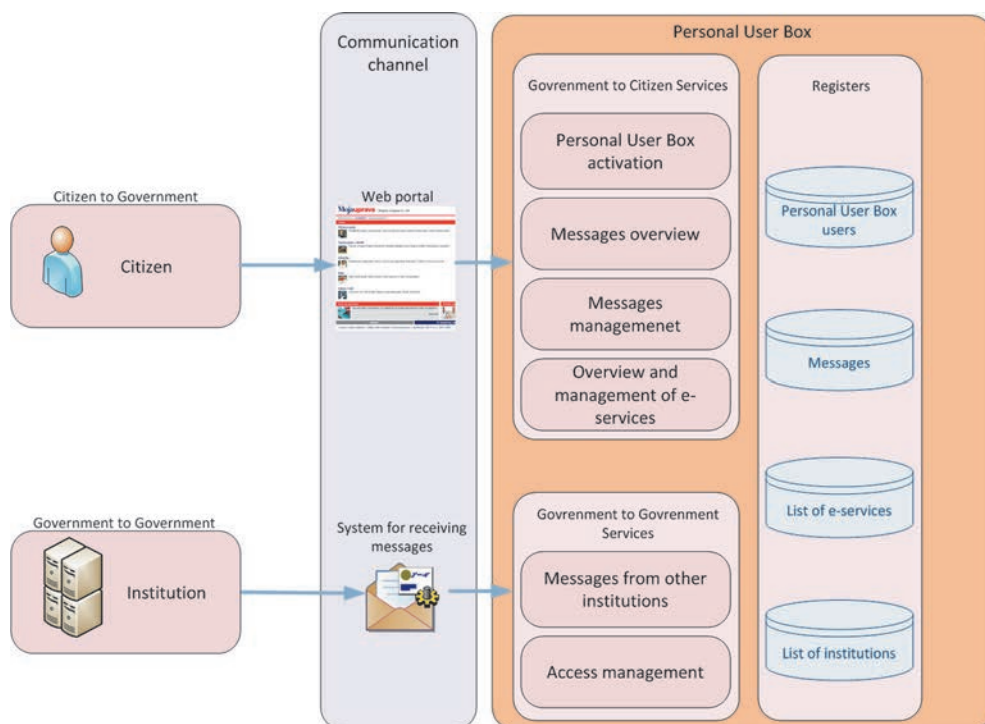 Communication
channel
Personal User Box
Govrenment to Citizen Services
Registers
Personal User Box
activation
Citizen to Government
Citizen
Web portal
Mojauprava
Messages overview
Personal User Box
users
Messages
managemenet
Messages
Overview and
management of e-
services
Government to Government
Institution
System for receiving
messages
Govrenment to Govrenment
Services
Messages from other
institutions
Access management
List of e-services
List of institutions